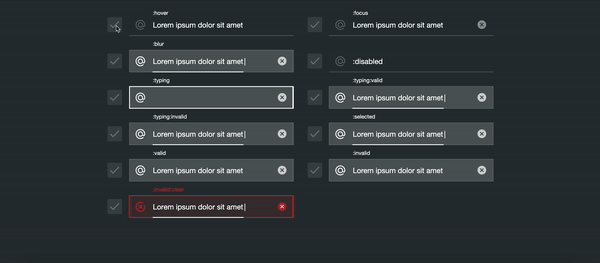 :hover
Lorem ipsum dolor sit amet
:focus
Lorem ipsum dolor sit amet
:blur
Lorem ipsum dolor sit amet
:disabled
:typing
:typing:valid
Lorem ipsum dolor sit amet
:typing:invalid
Lorem ipsum dolor sit amet
:selected
Lorem ipsum dolor sit amet
:valid
Lorem ipsum dolor sit amet
:invalid
Lorem ipsum dolor sit amet
:invalid:clear
Lorem ipsum dolor sit amet